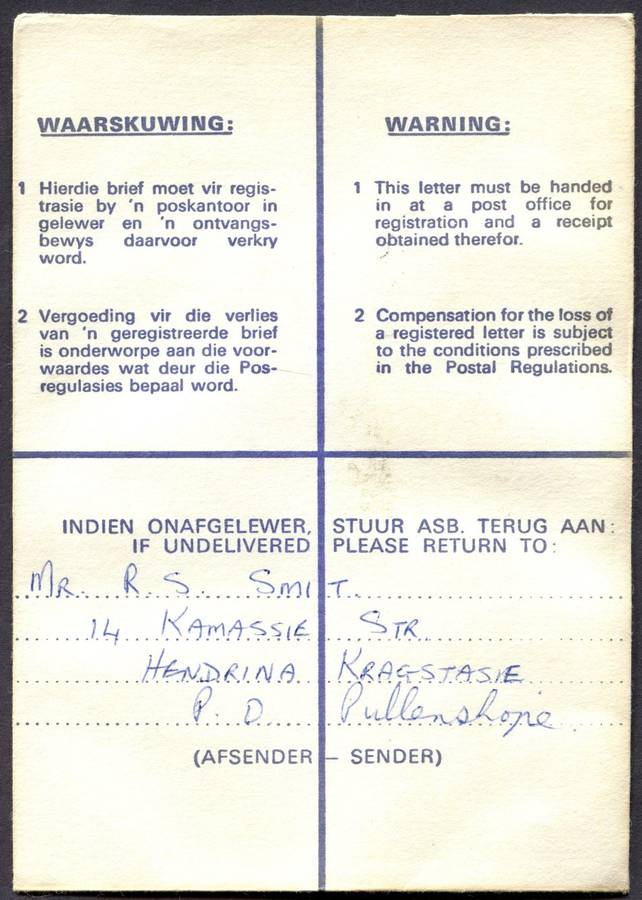 WAARSKUWING:
1 Hierdie brief moet vir regis-
trasie by 'n poskantoor in
gelewer en 'n ontvangs-
bewys daarvoor verkry
word.
2 Vergoeding vir die verlies
van 'n geregistreerde brief
is onderworpe aan die voor-
waardes wat deur die Pos-
regulasies bepaal word.
WARNING:
1 This letter must be handed
in at a post office for
registration and a receipt
obtained therefor.
2 Compensation for the loss of
a registered letter is subject
to the conditions prescribed
in the Postal Regulations.
INDIEN ONAFGELEWER, STUUR ASB. TERUG AAN:
IF UNDELIVERED PLEASE RETURN TO:
MR. R. S. SMIT.
14 KAMASSIE STR.
HENDRINA KRAGSTASIE
P. O. Pullenshope
(AFSENDER – SENDER)